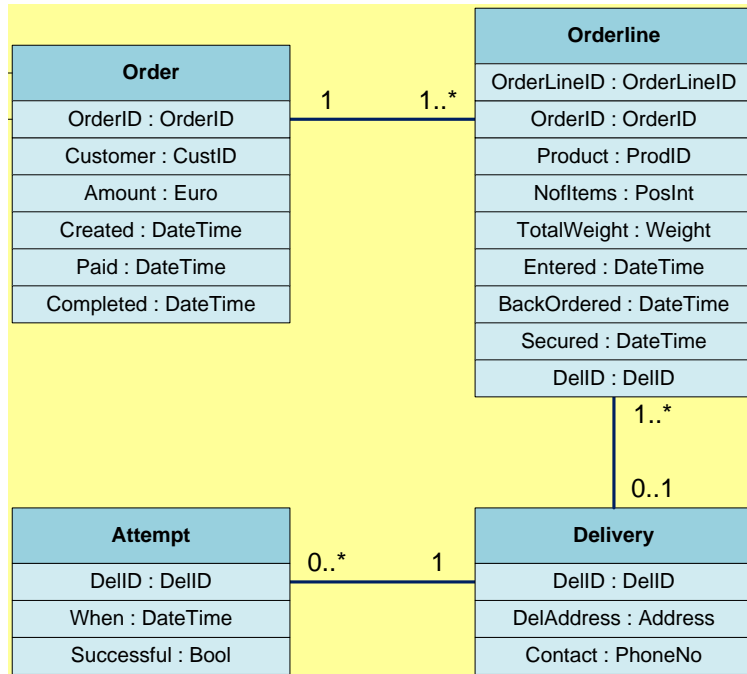 Order
OrderID : OrderID
Customer : CustID
Amount : Euro
Created : DateTime
Paid : DateTime
Completed : DateTime
1
1..*
Orderline
OrderLineID : OrderLineID
OrderID : OrderID
Product : ProdID
NofItems : PosInt
TotalWeight : Weight
Entered : DateTime
BackOrdered : DateTime
Secured : DateTime
DelID : DelID
1..*
0..1
Attempt
DelID : DelID
When : DateTime
Successful : Bool
0..*
1
Delivery
DelID : DelID
DelAddress : Address
Contact : PhoneNo